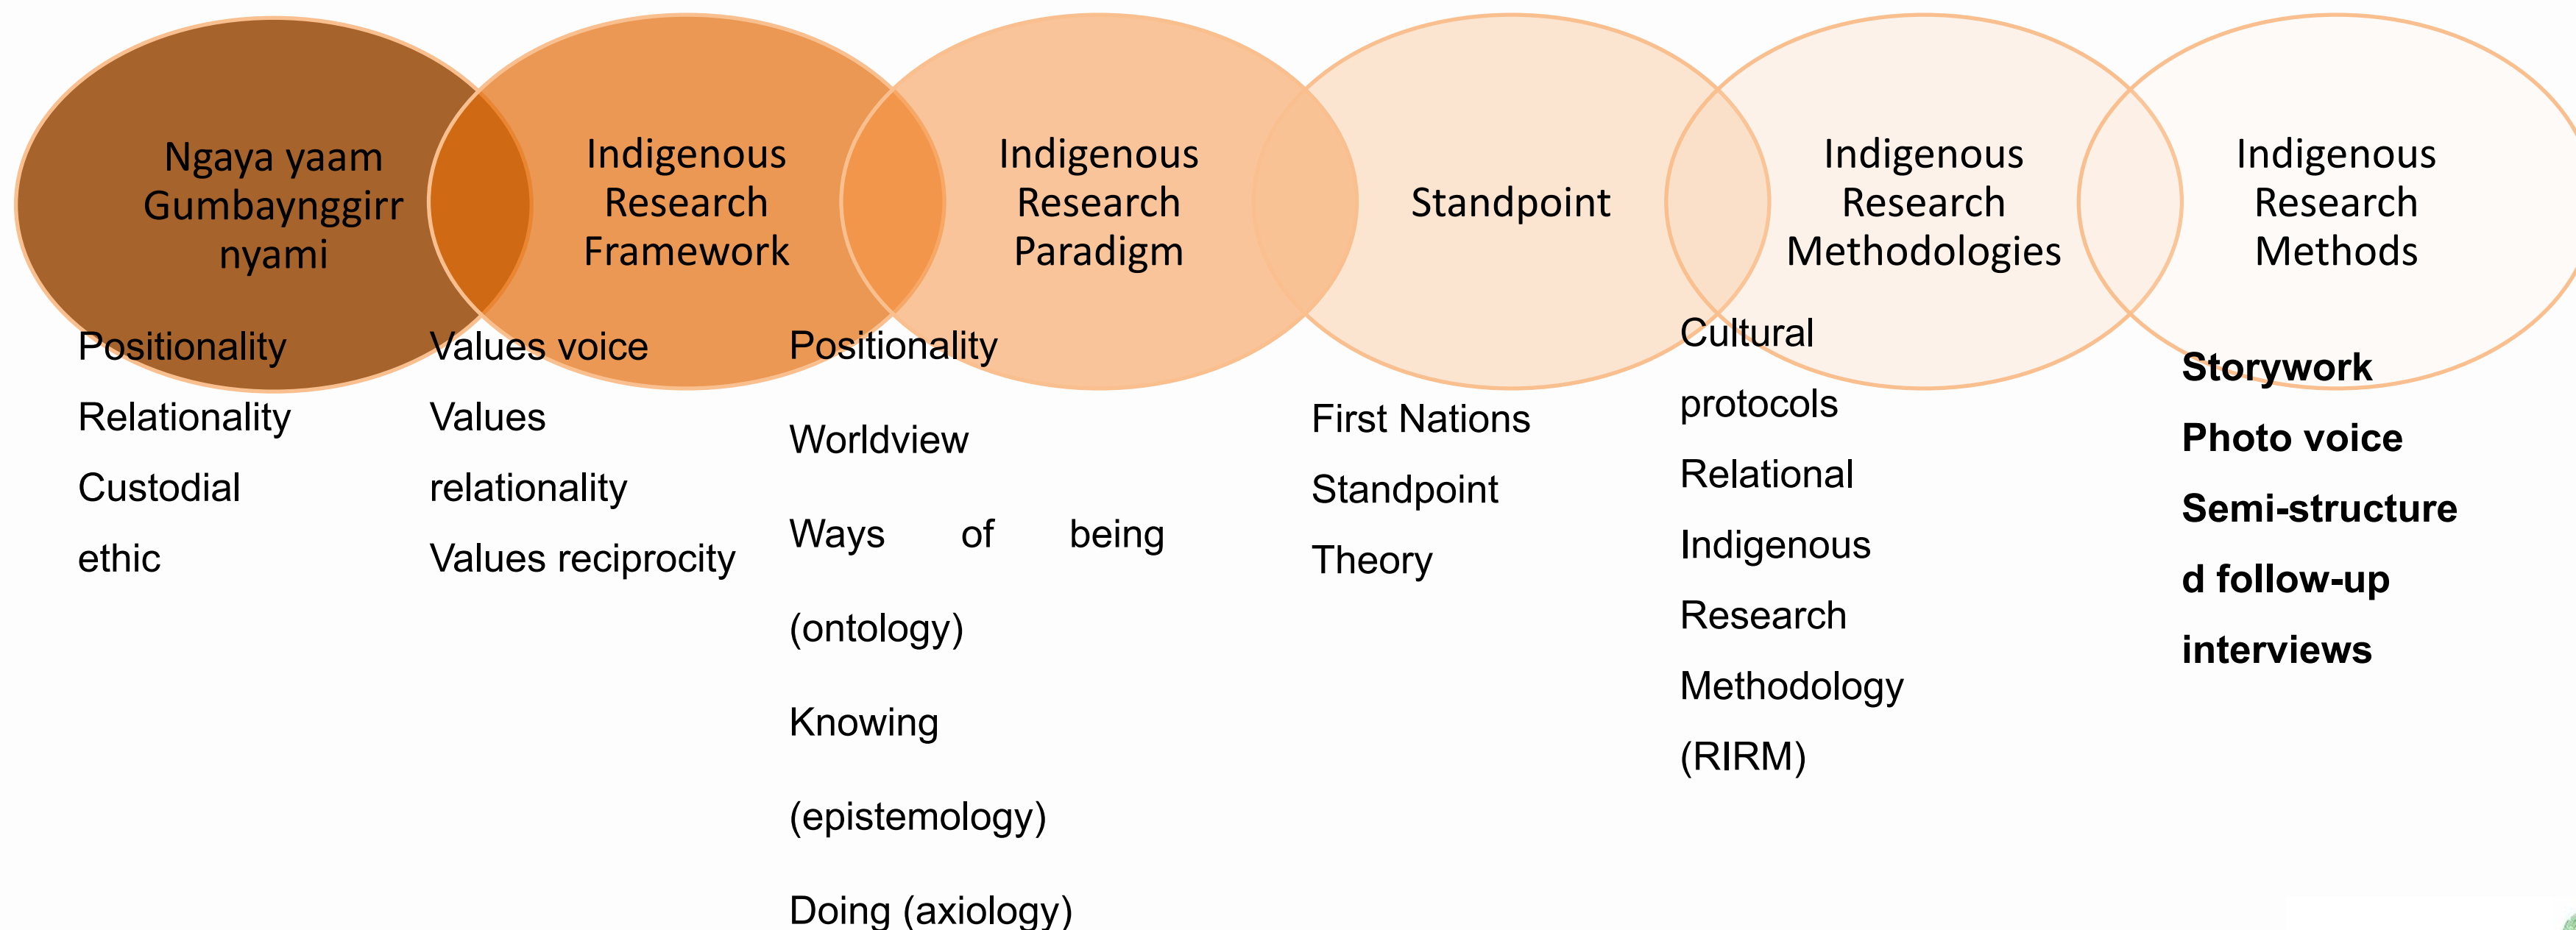 Ngaya yaam
Gumbaynggirr
nyami
Indigenous
Research
Framework
Indigenous
Research
Paradigm
Standpoint
Indigenous
Research
Methodologies
Indigenous
Research
Methods
Positionality
Relationality
Custodial
ethic
Values voice
Values
relationality
Values reciprocity
Positionality
Worldview
Ways of being
(ontology)
Knowing
(epistemology)
Doing (axiology)
First Nations
Standpoint
Theory
Cultural
protocols
Relational
Indigenous
Research
Methodology
(RIRM)
Storywork
Photo voice
Semi-structure
d follow-up
interviews